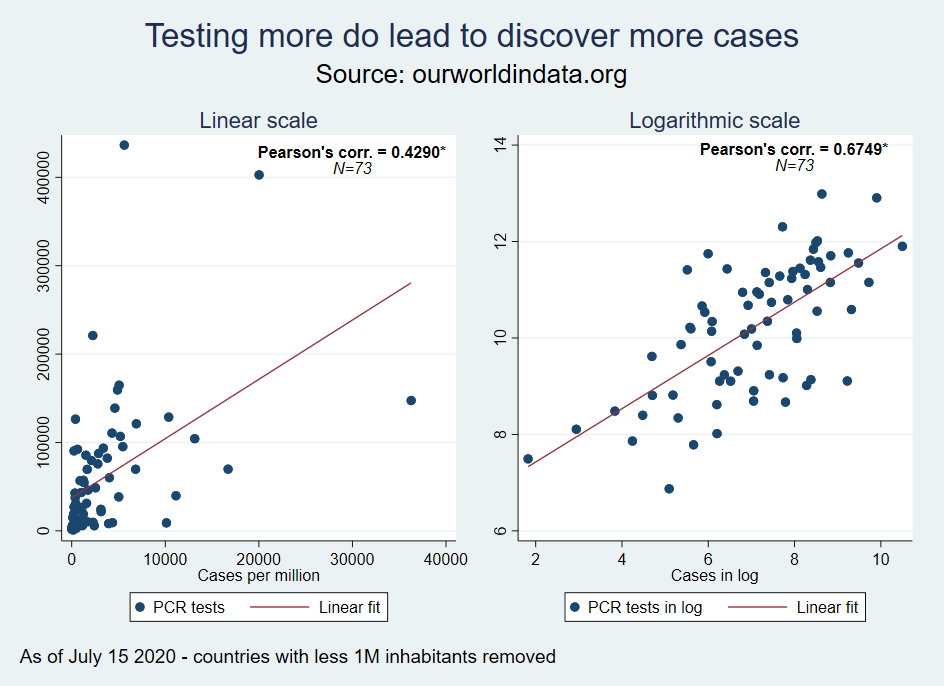 Testing more do lead to discover more cases
Source: ourworldindata.org
Linear scale
Pearson's corr. = 0.4290*
N=73
400000
300000
200000
100000
0
0 10000 20000 30000 40000
Cases per million
PCR tests Linear fit
Logarithmic scale
Pearson's corr. = 0.6749*
N=73
14
12
10
8
6
2 4 6 8 10
Cases in log
PCR tests in log Linear fit
As of July 15 2020 - countries with less 1M inhabitants removed